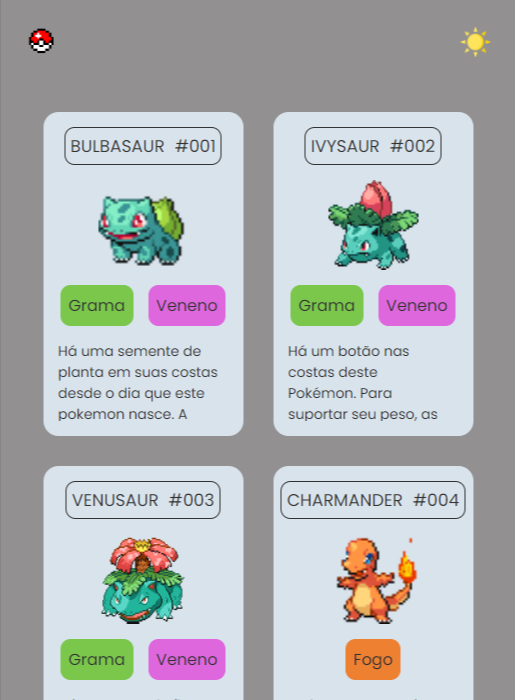 BULBASAUR #001
Grama
Veneno
Há uma semente de
planta em suas costas
desde o dia que este
pokemon nasce. A
IVYSAUR #002
Grama
Veneno
Há um botão nas
costas deste
Pokémon. Para
suportar seu peso, as
VENUSAUR #003
Grama
Veneno
CHARMANDER #004
Fogo